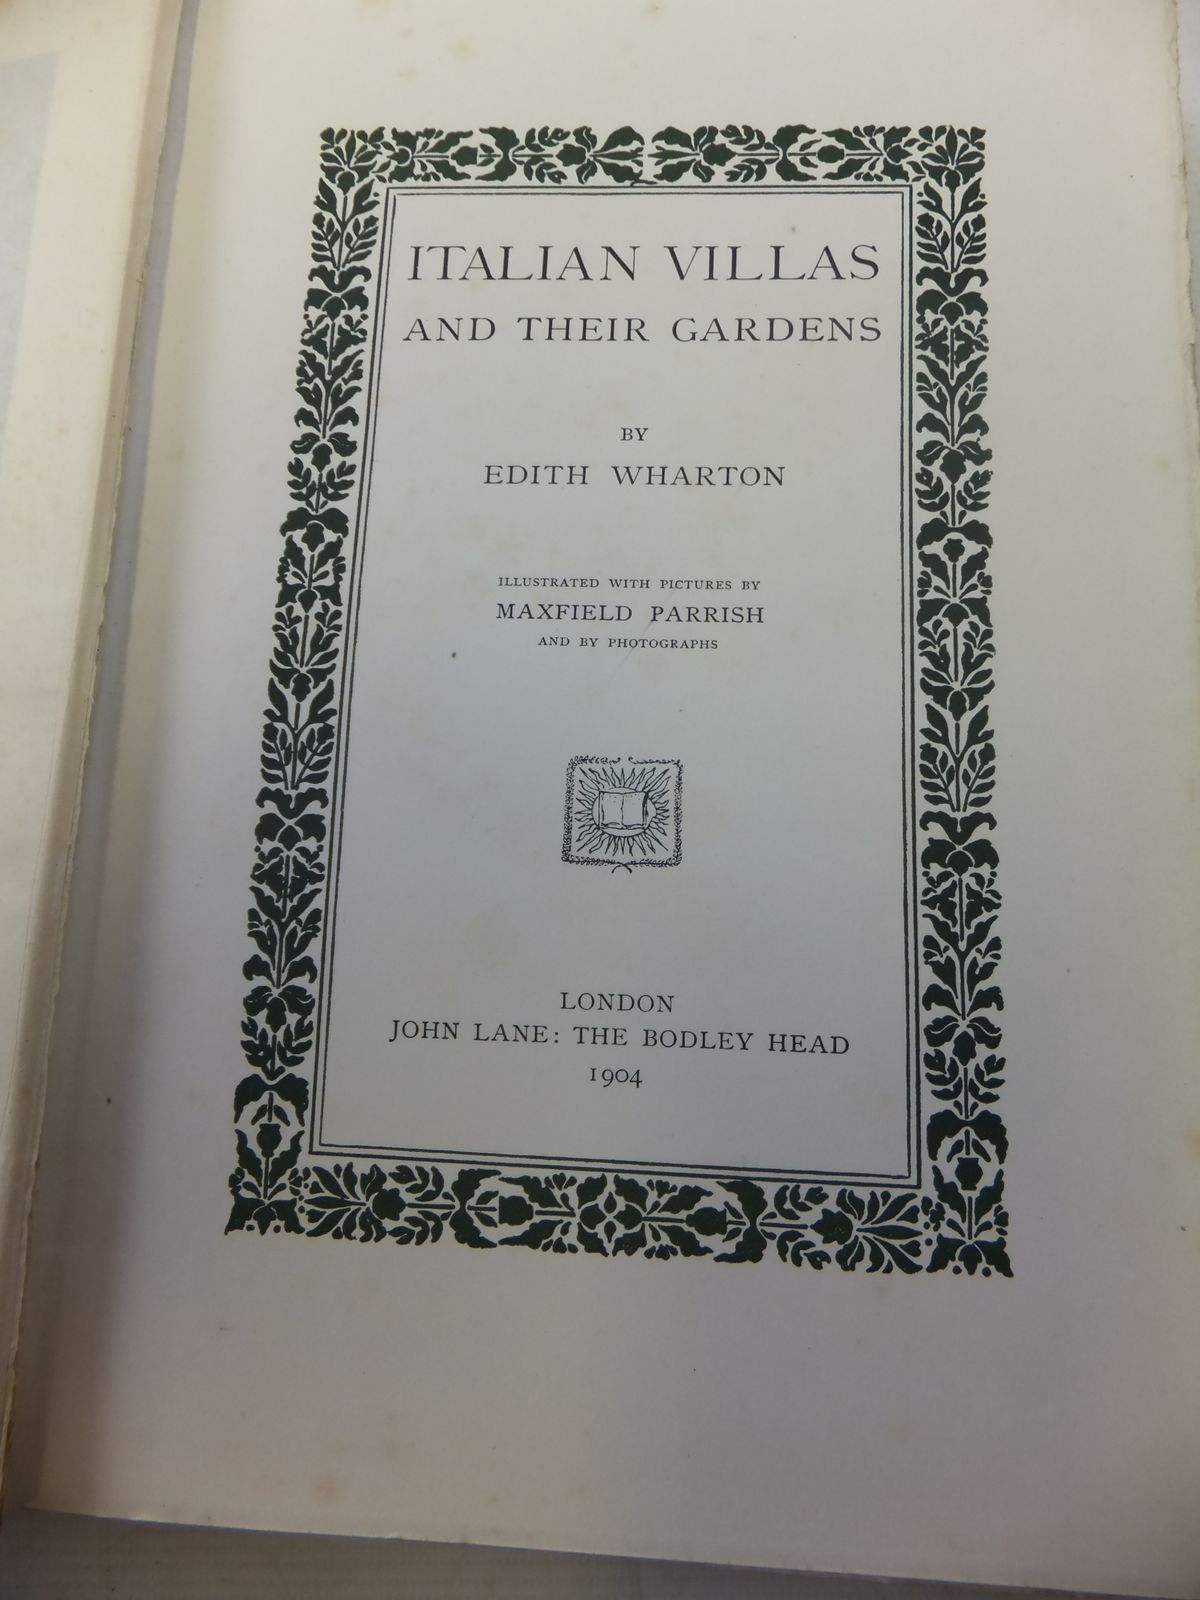 ITALIAN VILLAS
AND THEIR GARDENS
BY
EDITH WHARTON
ILLUSTRATED WITH PICTURES BY
MAXFIELD PARRISH
AND BY PHOTOGRAPHS
LONDON
JOHN LANE: THE BODLEY HEAD
1904